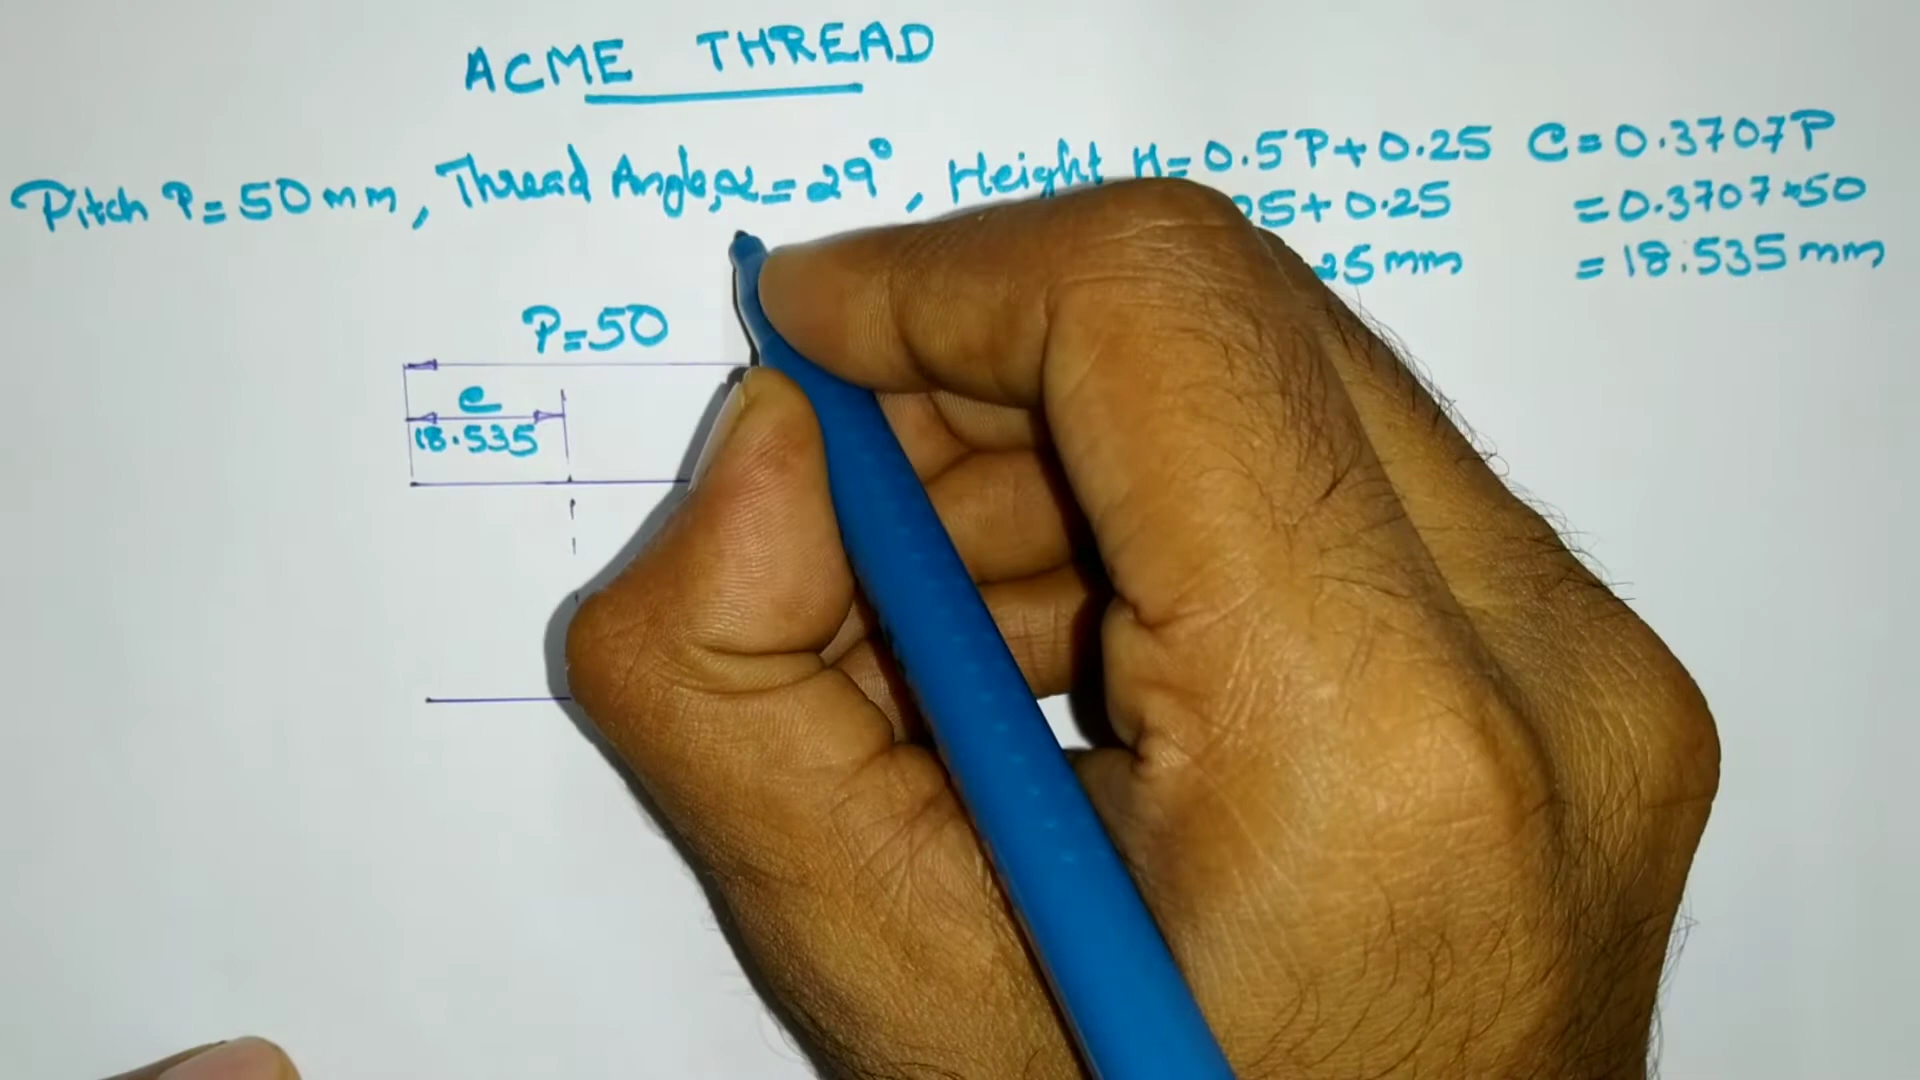 ACME THREAD
Pitch P=50mm, Thread Angle, α=29°, Height H=0.5P+0.25 C=0.3707P
25+0.25 =0.3707*50
25mm =18.535mm
P=50
C
18.535